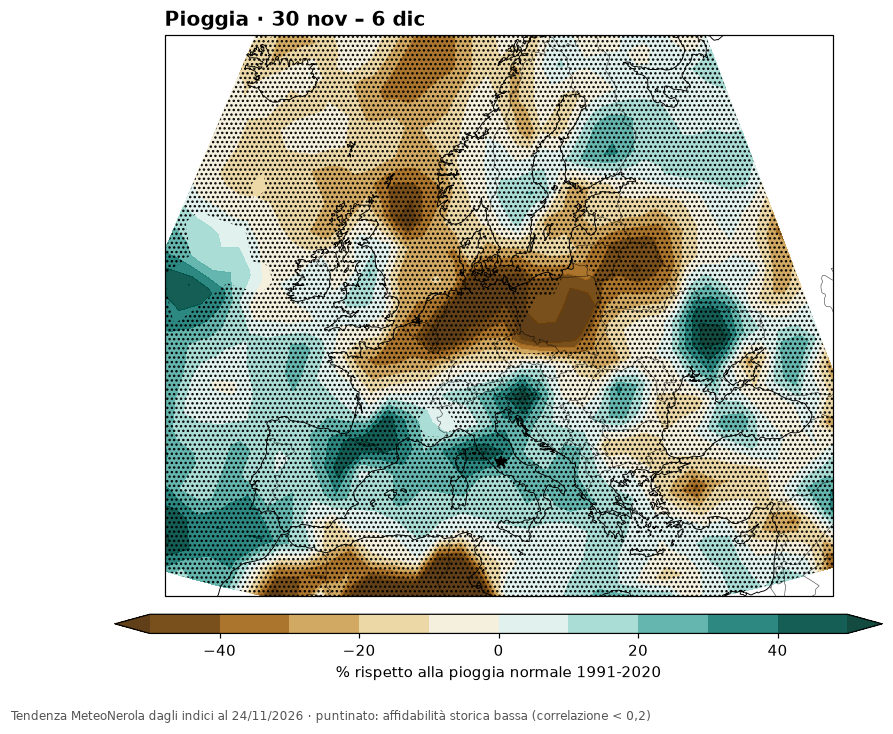 Pioggia · 30 nov – 6 dic
−40 −20 0 20 40
% rispetto alla pioggia normale 1991-2020
Tendenza MeteoNerola dagli indici al 24/11/2026 · puntinato: affidabilità storica bassa (correlazione < 0,2)